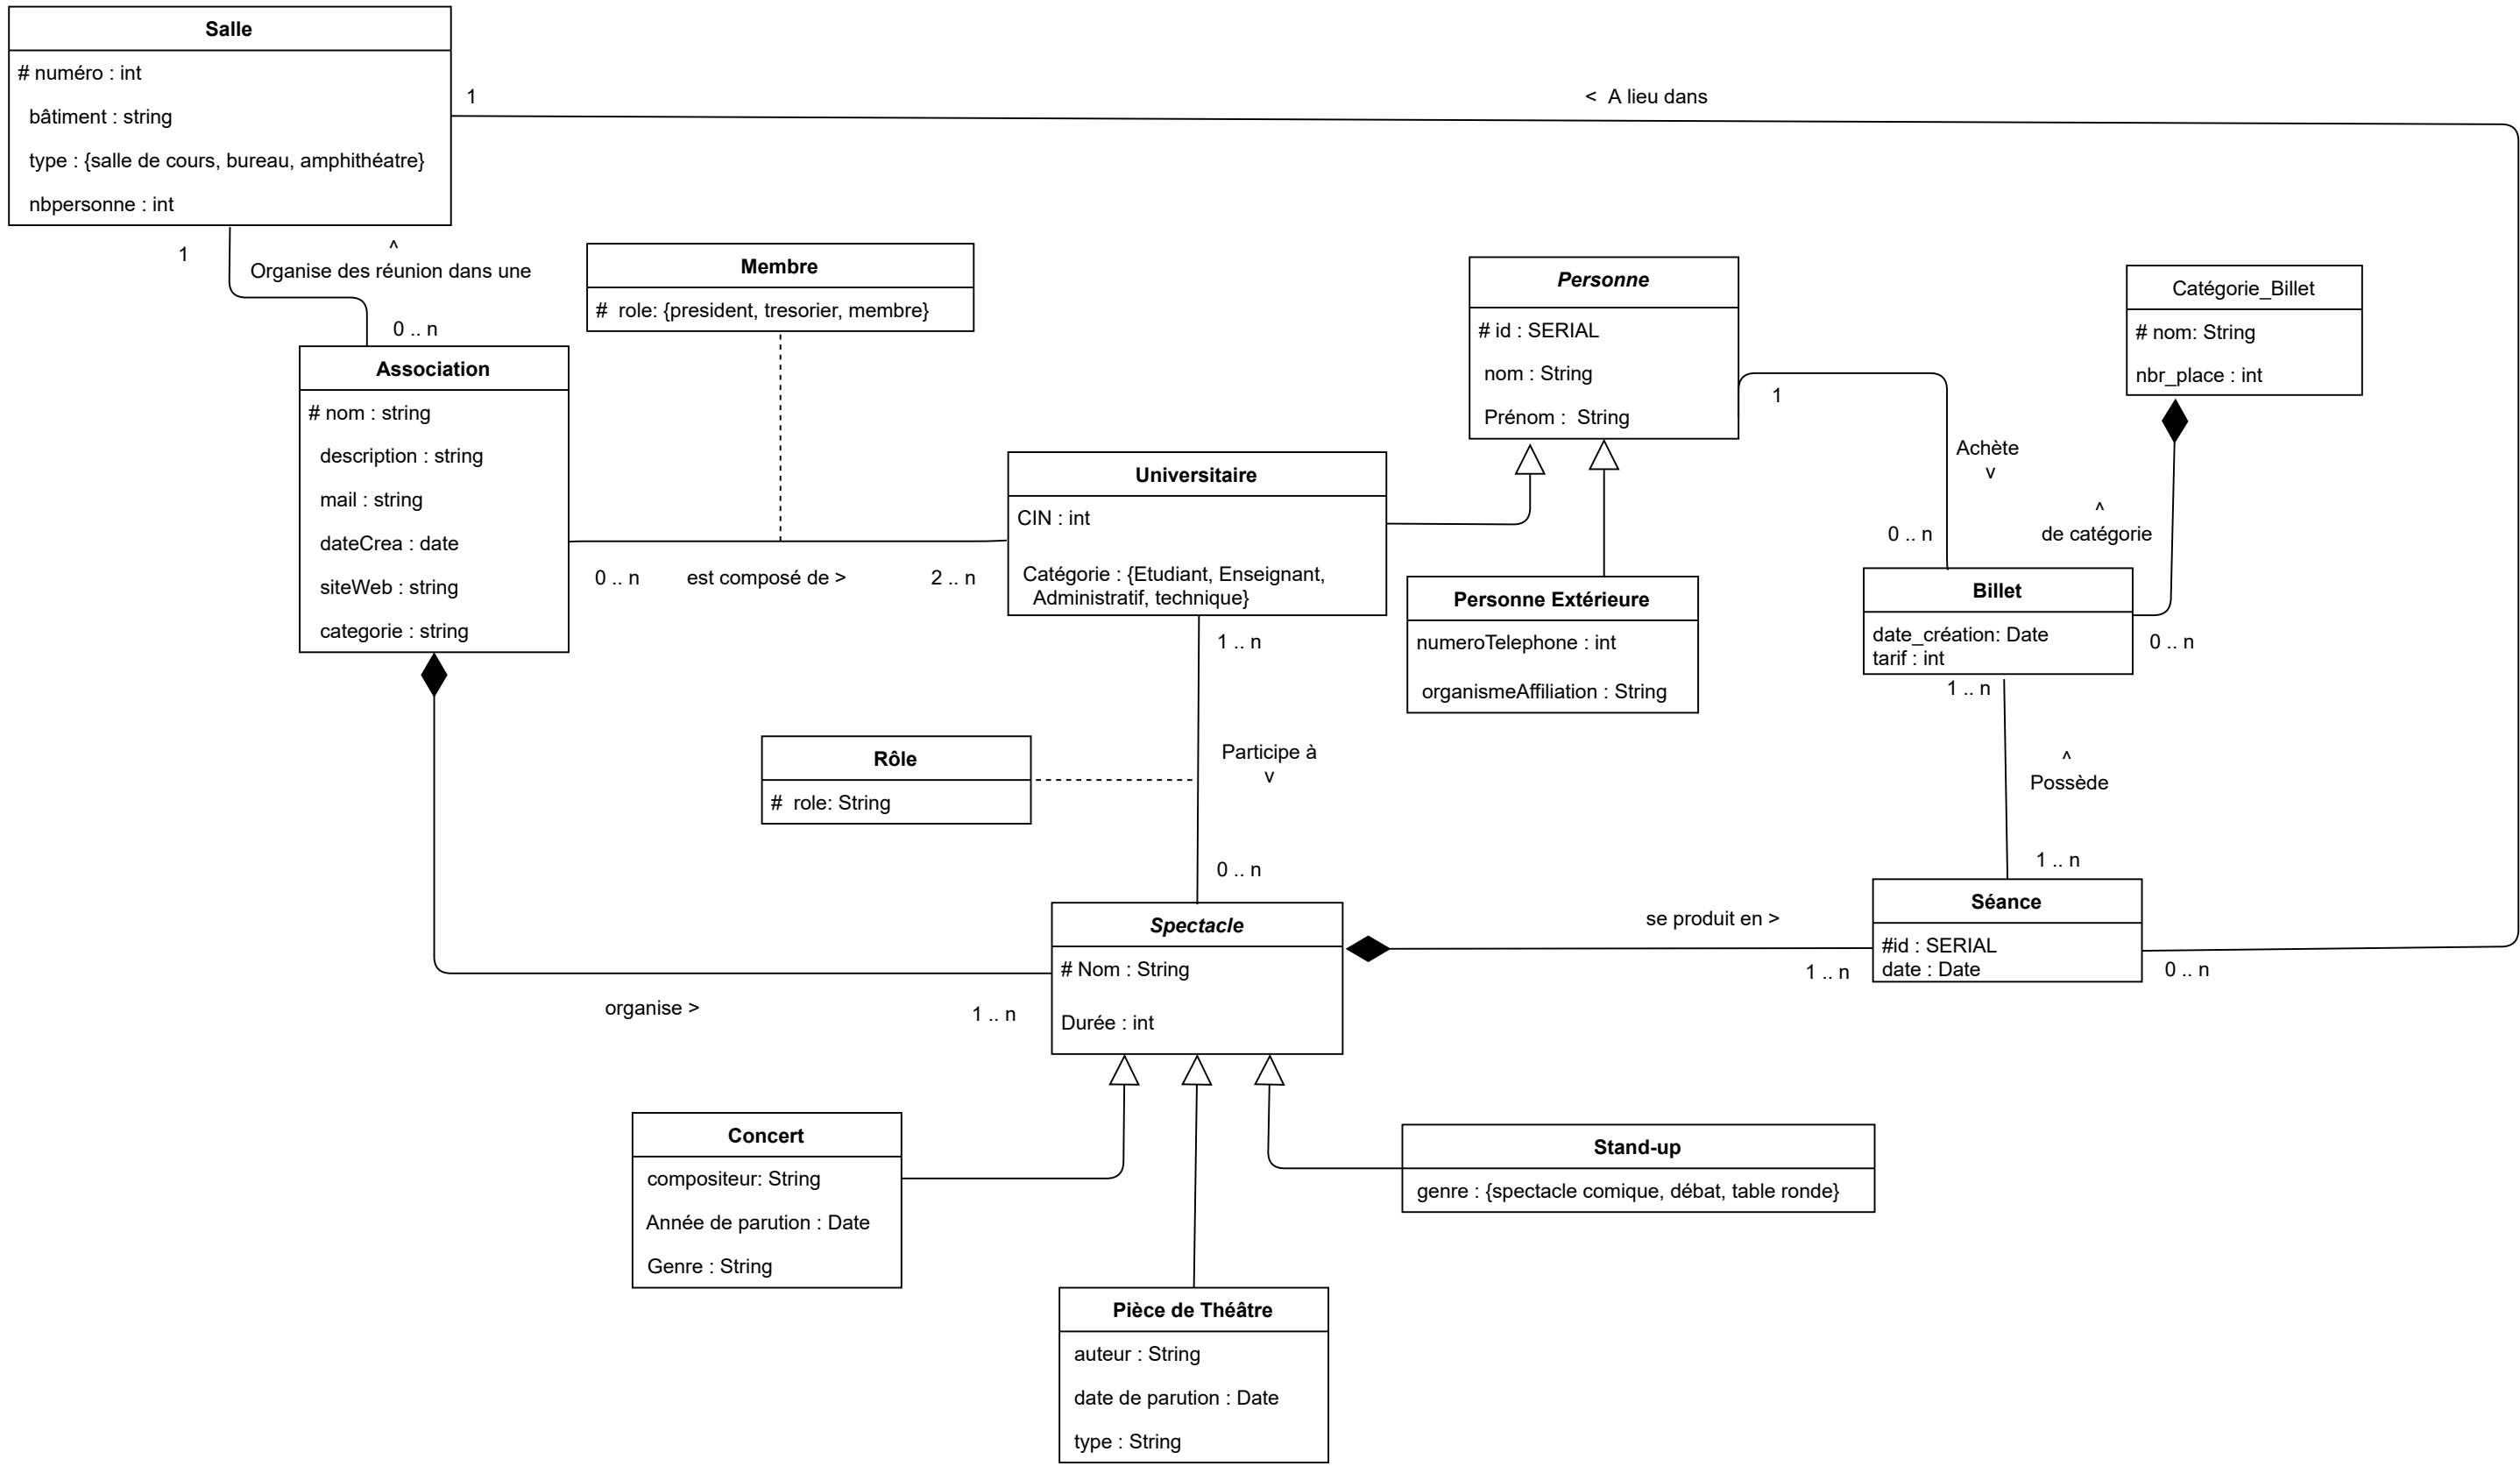 Salle
# numéro : int
bâtiment : string
type : {salle de cours, bureau, amphithéatre}
nbpersonne : int
1
< A lieu dans
1
^
Organise des réunion dans une
0 .. n
Membre
# role: {president, tresorier, membre}
Personne
# id : SERIAL
nom : String
Prénom : String
Catégorie_Billet
# nom: String
nbr_place : int
1
Achète
v
0 .. n
^
de catégorie
Association
# nom : string
description : string
mail : string
dateCrea : date
siteWeb : string
categorie : string
0 .. n
est composé de >
2 .. n
Universitaire
CIN : int
Catégorie : {Etudiant, Enseignant,
Administratif, technique}
Personne Extérieure
numeroTelephone : int
organismeAffiliation : String
Billet
date_création: Date
tarif : int
0 .. n
1 .. n
1 .. n
Rôle
# role: String
Participe à
v
^
Possède
0 .. n
1 .. n
Spectacle
# Nom : String
Durée : int
se produit en >
1 .. n
Séance
#id : SERIAL
date : Date
0 .. n
organise >
1 .. n
Concert
compositeur: String
Année de parution : Date
Genre : String
Stand-up
genre : {spectacle comique, débat, table ronde}
Pièce de Théâtre
auteur : String
date de parution : Date
type : String